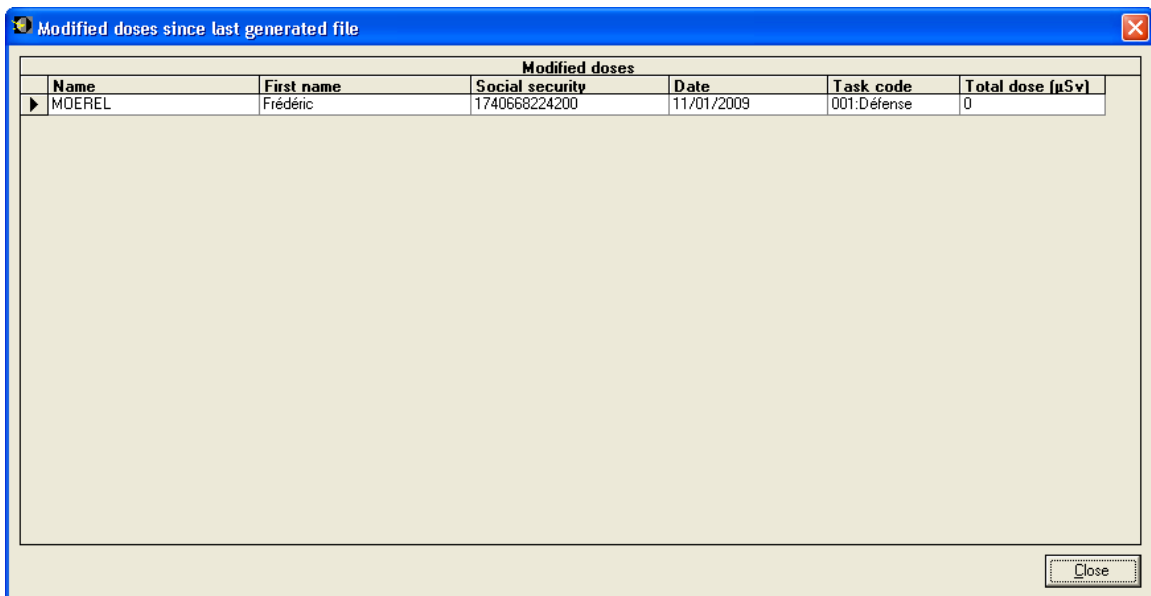 Modified doses since last generated file
Modified doses
Name First name Social security Date Task code Total dose (µSv)
MOEREL Frédéric 1740668224200 11/01/2009 001:Défense 0
Close